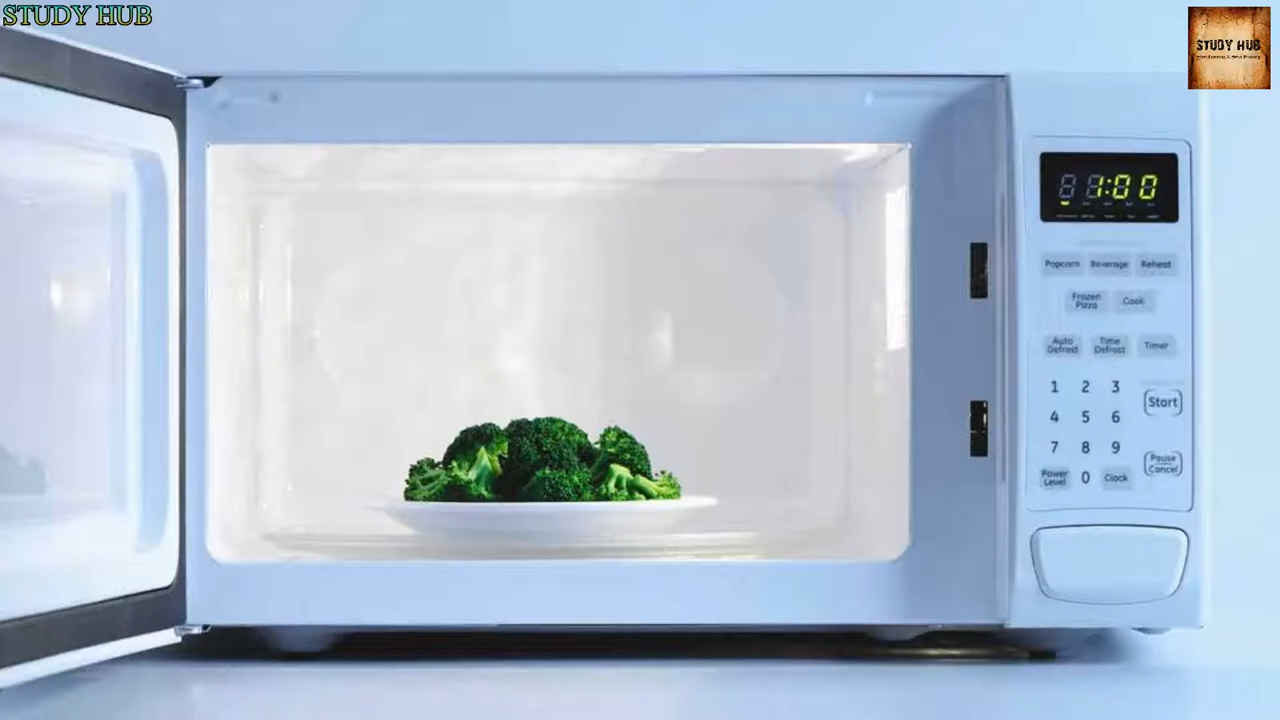 STUDY HUB
STUDY HUB
1:00
Popcorn Beverage Reheat
Frozen Pizza Cook
Auto Defrost Time Defrost Timer
1 2 3
Start
4 5 6
7 8 9
Pause Cancel
Power Level 0 Clock